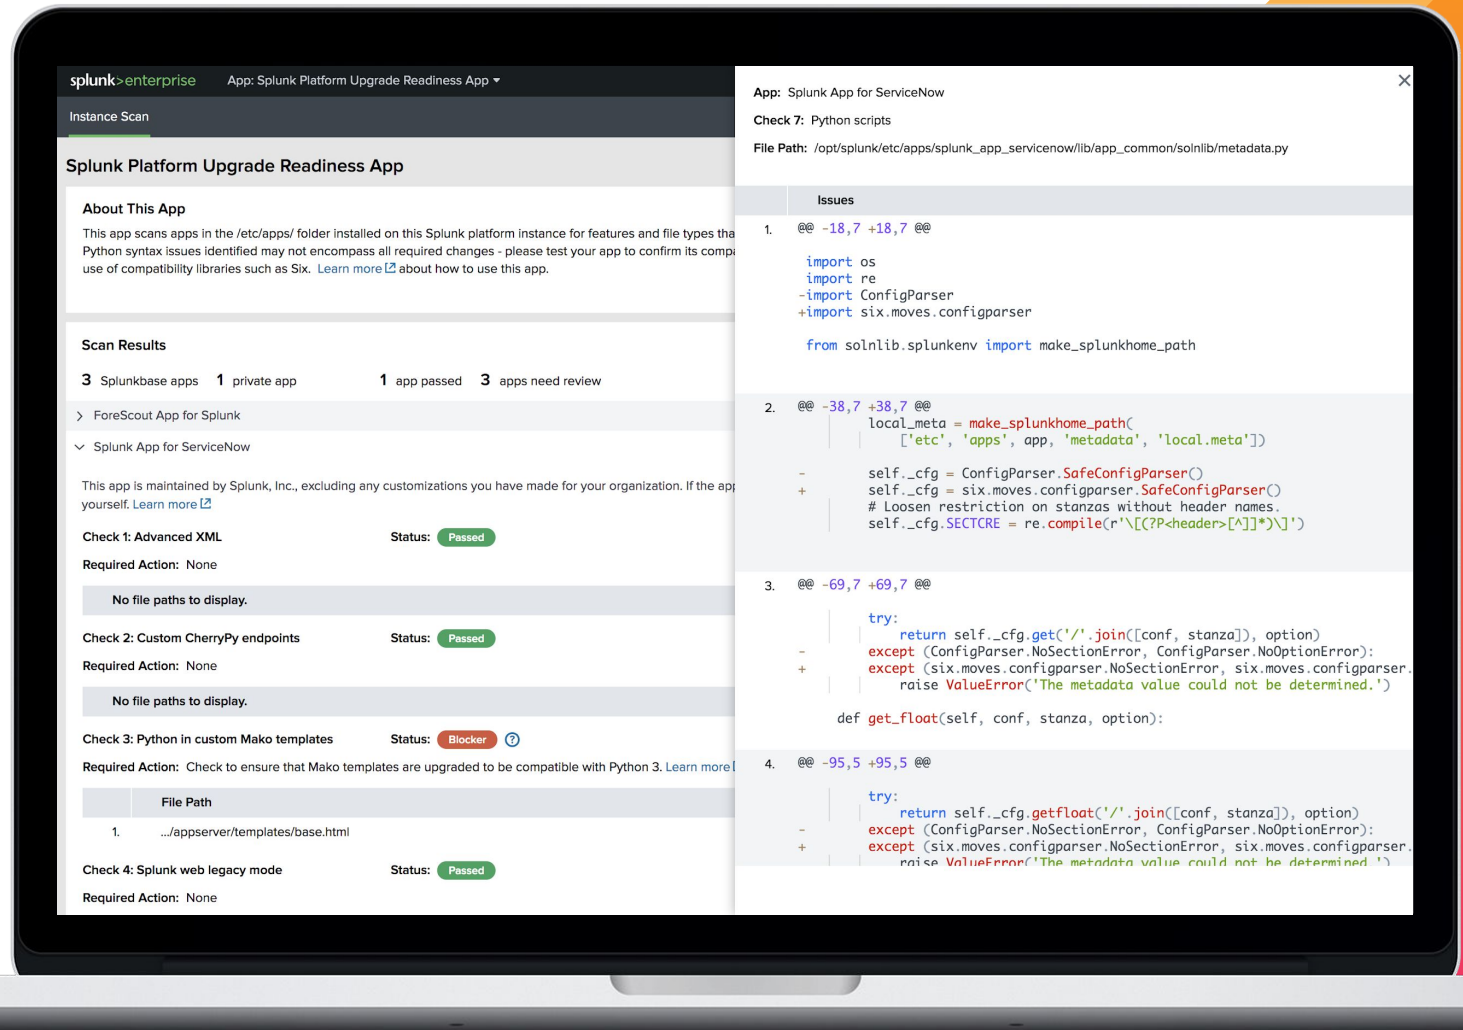 splunk>enterprise App: Splunk Platform Upgrade Readiness App
Instance Scan
Splunk Platform Upgrade Readiness App
About This App
This app scans apps in the /etc/apps/ folder installed on this Splunk platform instance for features and file types tha
Python syntax issues identified may not encompass all required changes - please test your app to confirm its compa
use of compatibility libraries such as Six. Learn more about how to use this app.
Scan Results
3 Splunkbase apps 1 private app 1 app passed 3 apps need review
ForeScout App for Splunk
Splunk App for ServiceNow
This app is maintained by Splunk, Inc., excluding any customizations you have made for your organization. If the app
yourself. Learn more
Check 1: Advanced XML Status: Passed
Required Action: None
No file paths to display.
Check 2: Custom CherryPy endpoints Status: Passed
Required Action: None
No file paths to display.
Check 3: Python in custom Mako templates Status: Blocker ?
Required Action: Check to ensure that Mako templates are upgraded to be compatible with Python 3. Learn more
File Path
1. .../appserver/templates/base.html
Check 4: Splunk web legacy mode Status: Passed
Required Action: None
App: Splunk App for ServiceNow
Check 7: Python scripts
File Path: /opt/splunk/etc/apps/splunk_app_servicenow/lib/app_common/solnlib/metadata.py
Issues
1. @@ -18,7 +18,7 @@
import os
import re
-import ConfigParser
+import six.moves.configparser
from solnlib.splunkenv import make_splunkhome_path
2. @@ -38,7 +38,7 @@
local_meta = make_splunkhome_path(
['etc', 'apps', app, 'metadata', 'local.meta'])
- self._cfg = ConfigParser.SafeConfigParser()
+ self._cfg = six.moves.configparser.SafeConfigParser()
# Loosen restriction on stanzas without header names.
self._cfg.SECTCRE = re.compile(r'\[(?P<header>[^]]*)\]')
3. @@ -69,7 +69,7 @@
try:
return self._cfg.get('/'.join([conf, stanza]), option)
- except (ConfigParser.NoSectionError, ConfigParser.NoOptionError):
+ except (six.moves.configparser.NoSectionError, six.moves.configparser.
raise ValueError('The metadata value could not be determined.')
def get_float(self, conf, stanza, option):
4. @@ -95,5 +95,5 @@
try:
return self._cfg.getfloat('/'.join([conf, stanza]), option)
- except (ConfigParser.NoSectionError, ConfigParser.NoOptionError):
+ except (six.moves.configparser.NoSectionError, six.moves.configparser.
raise ValueError('The metadata value could not be determined.')